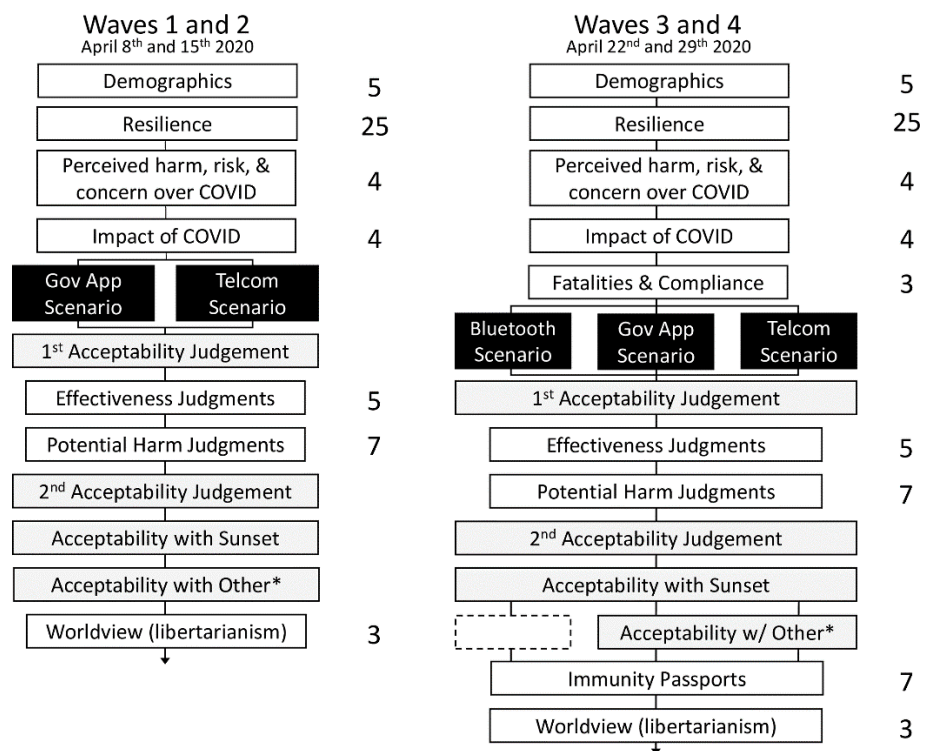 Waves 1 and 2
April 8th and 15th 2020
Demographics 5
Resilience 25
Perceived harm, risk, &
concern over COVID 4
Impact of COVID 4
Gov App
Scenario
Telcom
Scenario
1st Acceptability Judgement
Effectiveness Judgments 5
Potential Harm Judgments 7
2nd Acceptability Judgement
Acceptability with Sunset
Acceptability with Other*
Worldview (libertarianism) 3
Waves 3 and 4
April 22nd and 29th 2020
Demographics 5
Resilience 25
Perceived harm, risk, &
concern over COVID 4
Impact of COVID 4
Fatalities & Compliance 3
Bluetooth
Scenario
Gov App
Scenario
Telcom
Scenario
1st Acceptability Judgement
Effectiveness Judgments 5
Potential Harm Judgments 7
2nd Acceptability Judgement
Acceptability with Sunset
Acceptability w/ Other*
Immunity Passports 7
Worldview (libertarianism) 3